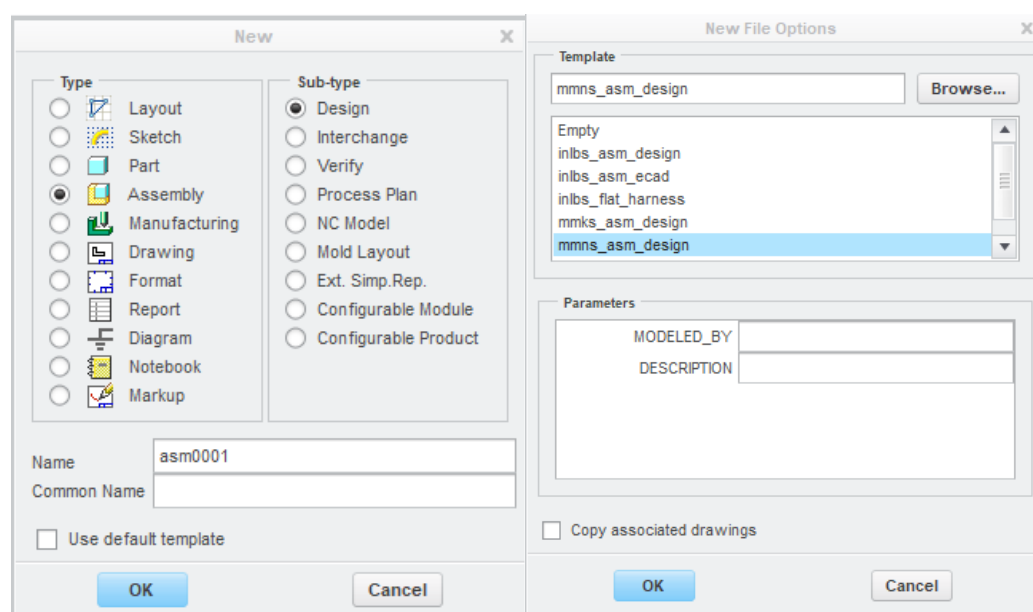 New
Type
Layout
Sketch
Part
Assembly
Manufacturing
Drawing
Format
Report
Diagram
Notebook
Markup
Sub-type
Design
Interchange
Verify
Process Plan
NC Model
Mold Layout
Ext. Simp.Rep.
Configurable Module
Configurable Product
Name asm0001
Common Name
Use default template
OK Cancel
New File Options
Template
mmns_asm_design Browse...
Empty
inlbs_asm_design
inlbs_asm_ecad
inlbs_flat_harness
mmks_asm_design
mmns_asm_design
Parameters
MODELED_BY
DESCRIPTION
Copy associated drawings
OK Cancel